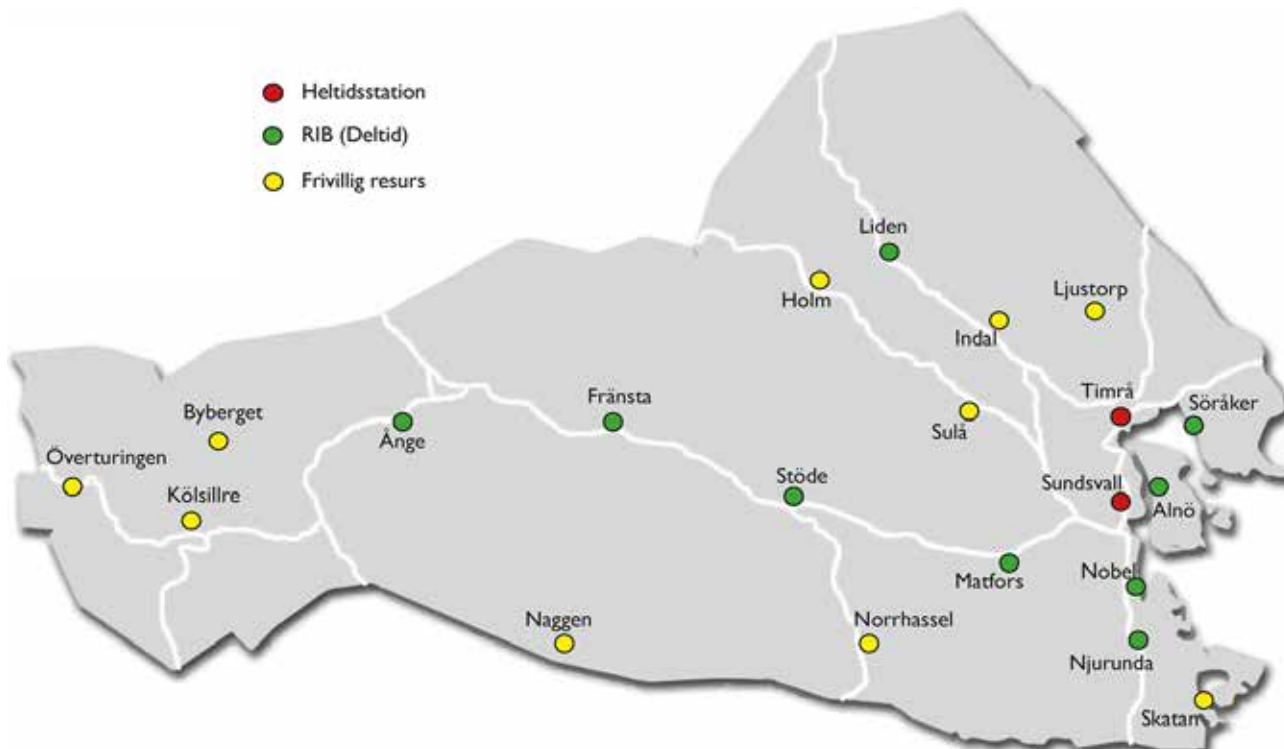 Heltidsstation
RIB (Deltid)
Frivillig resurs
Liden
Holm
Ljustorp
Indal
Timrå
Söråker
Fränsta
Byberget
Ånge
Sulå
Överturingen
Kölsillre
Stöde
Sundsvall
Alnö
Matfors
Nobel
Naggen
Norrhassel
Njurunda
Skatan